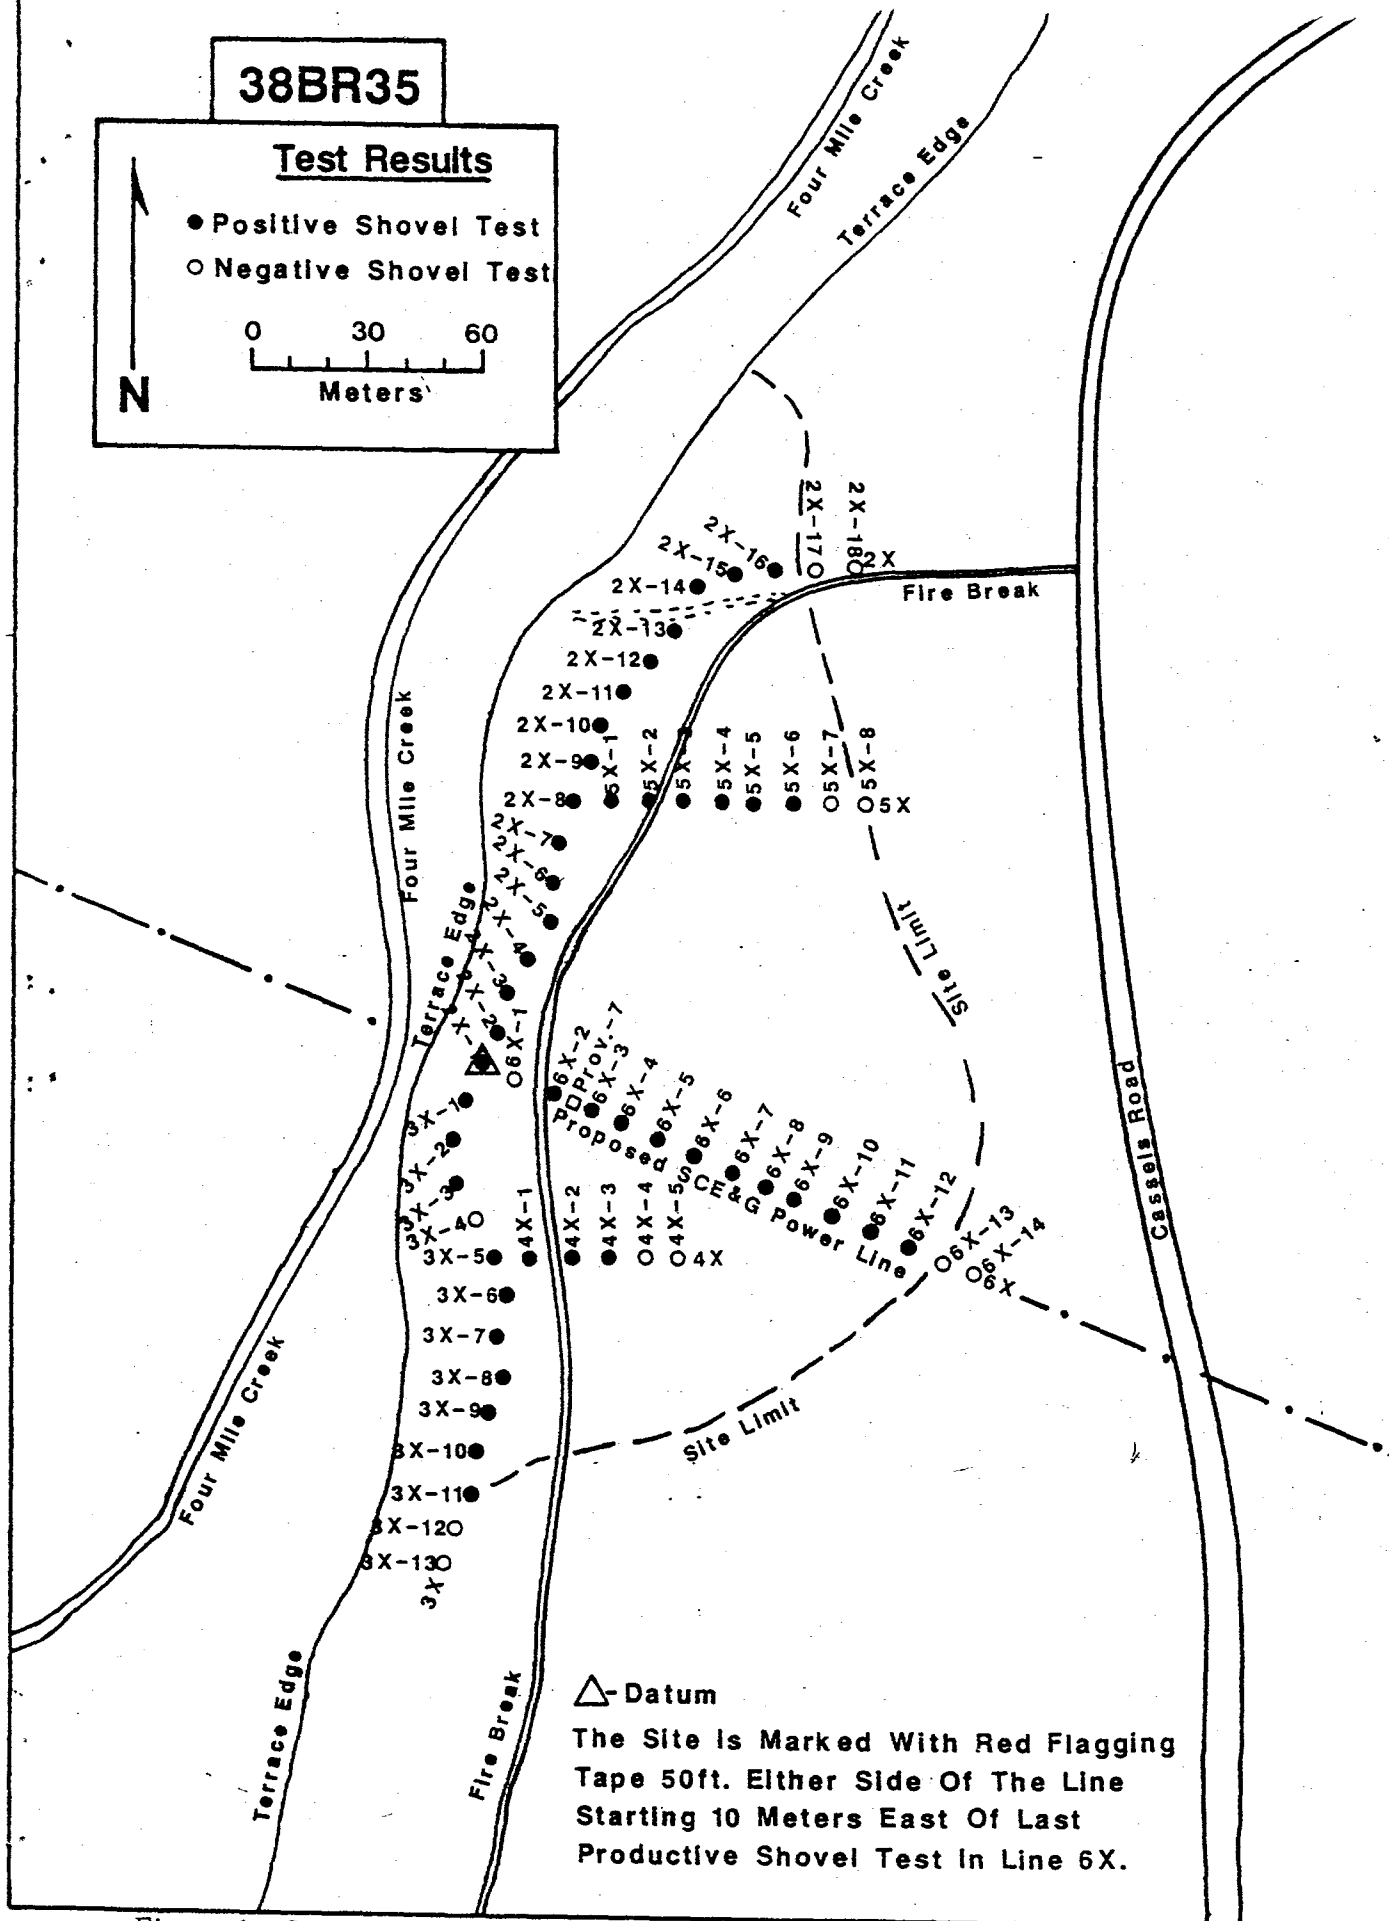 38BR35
Test Results
Positive Shovel Test
Negative Shovel Test
0 30 60
Meters
N
Four Mile Creek
Terrace Edge
2X-17
2X-18
2X
2X-16
2X-15
2X-14
Fire Break
2X-13
2X-12
2X-11
2X-10
2X-9
2X-8
5X-1
5X-2
5X
5X-4
5X-5
5X-6
5X-7
5X-8
5X
2X-7
2X-6
2X-5
2X-4
X-3
X-2
X-
Four Mile Creek
Terrace Edge
Site Limit
6X-1
6X-2
Prov.-7
6X-3
6X-4
6X-5
6X-6
6X-7
6X-8
6X-9
6X-10
6X-11
6X-12
6X-13
6X-14
6X
Proposed SCE&G Power Line
Cassels Road
3X-1
3X-2
3X-3
3X-4
3X-5
4X-1
4X-2
4X-3
4X-4
4X-5
4X
3X-6
3X-7
3X-8
3X-9
3X-10
3X-11
3X-12
3X-13
3X
Four Mile Creek
Site Limit
Terrace Edge
Fire Break
-Datum
The Site Is Marked With Red Flagging
Tape 50ft. Either Side Of The Line
Starting 10 Meters East Of Last
Productive Shovel Test In Line 6X.